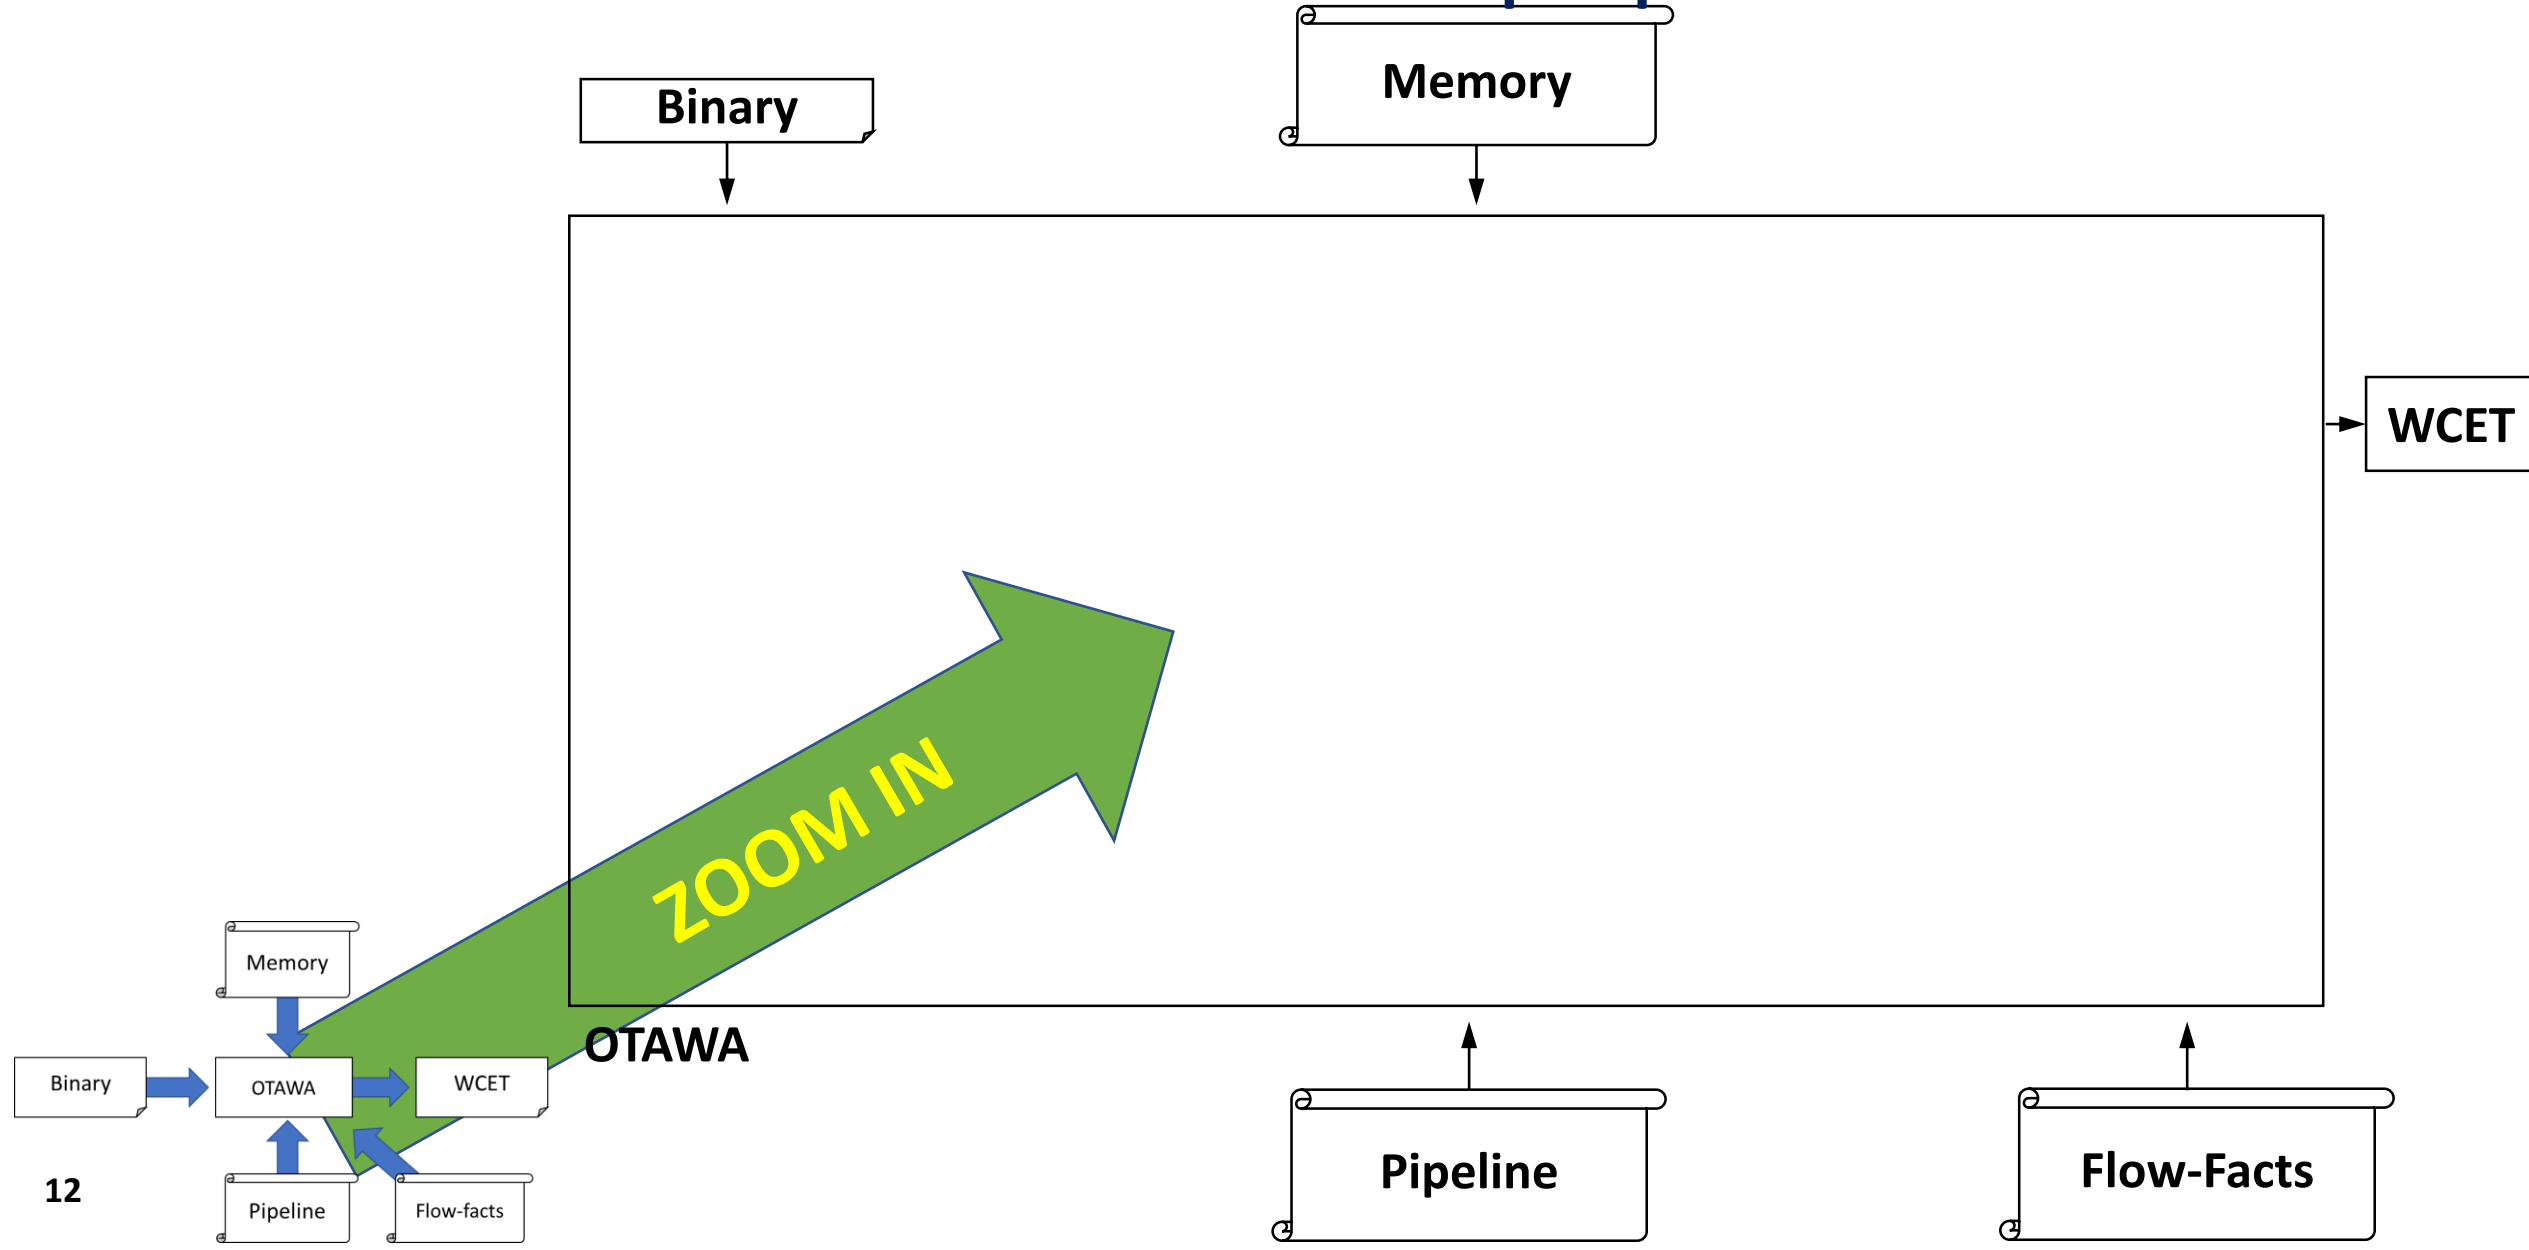 Memory
Binary
WCET
ZOOM IN
OTAWA
Pipeline
Flow-Facts
Memory
Binary
OTAWA
WCET
Pipeline
Flow-facts
12